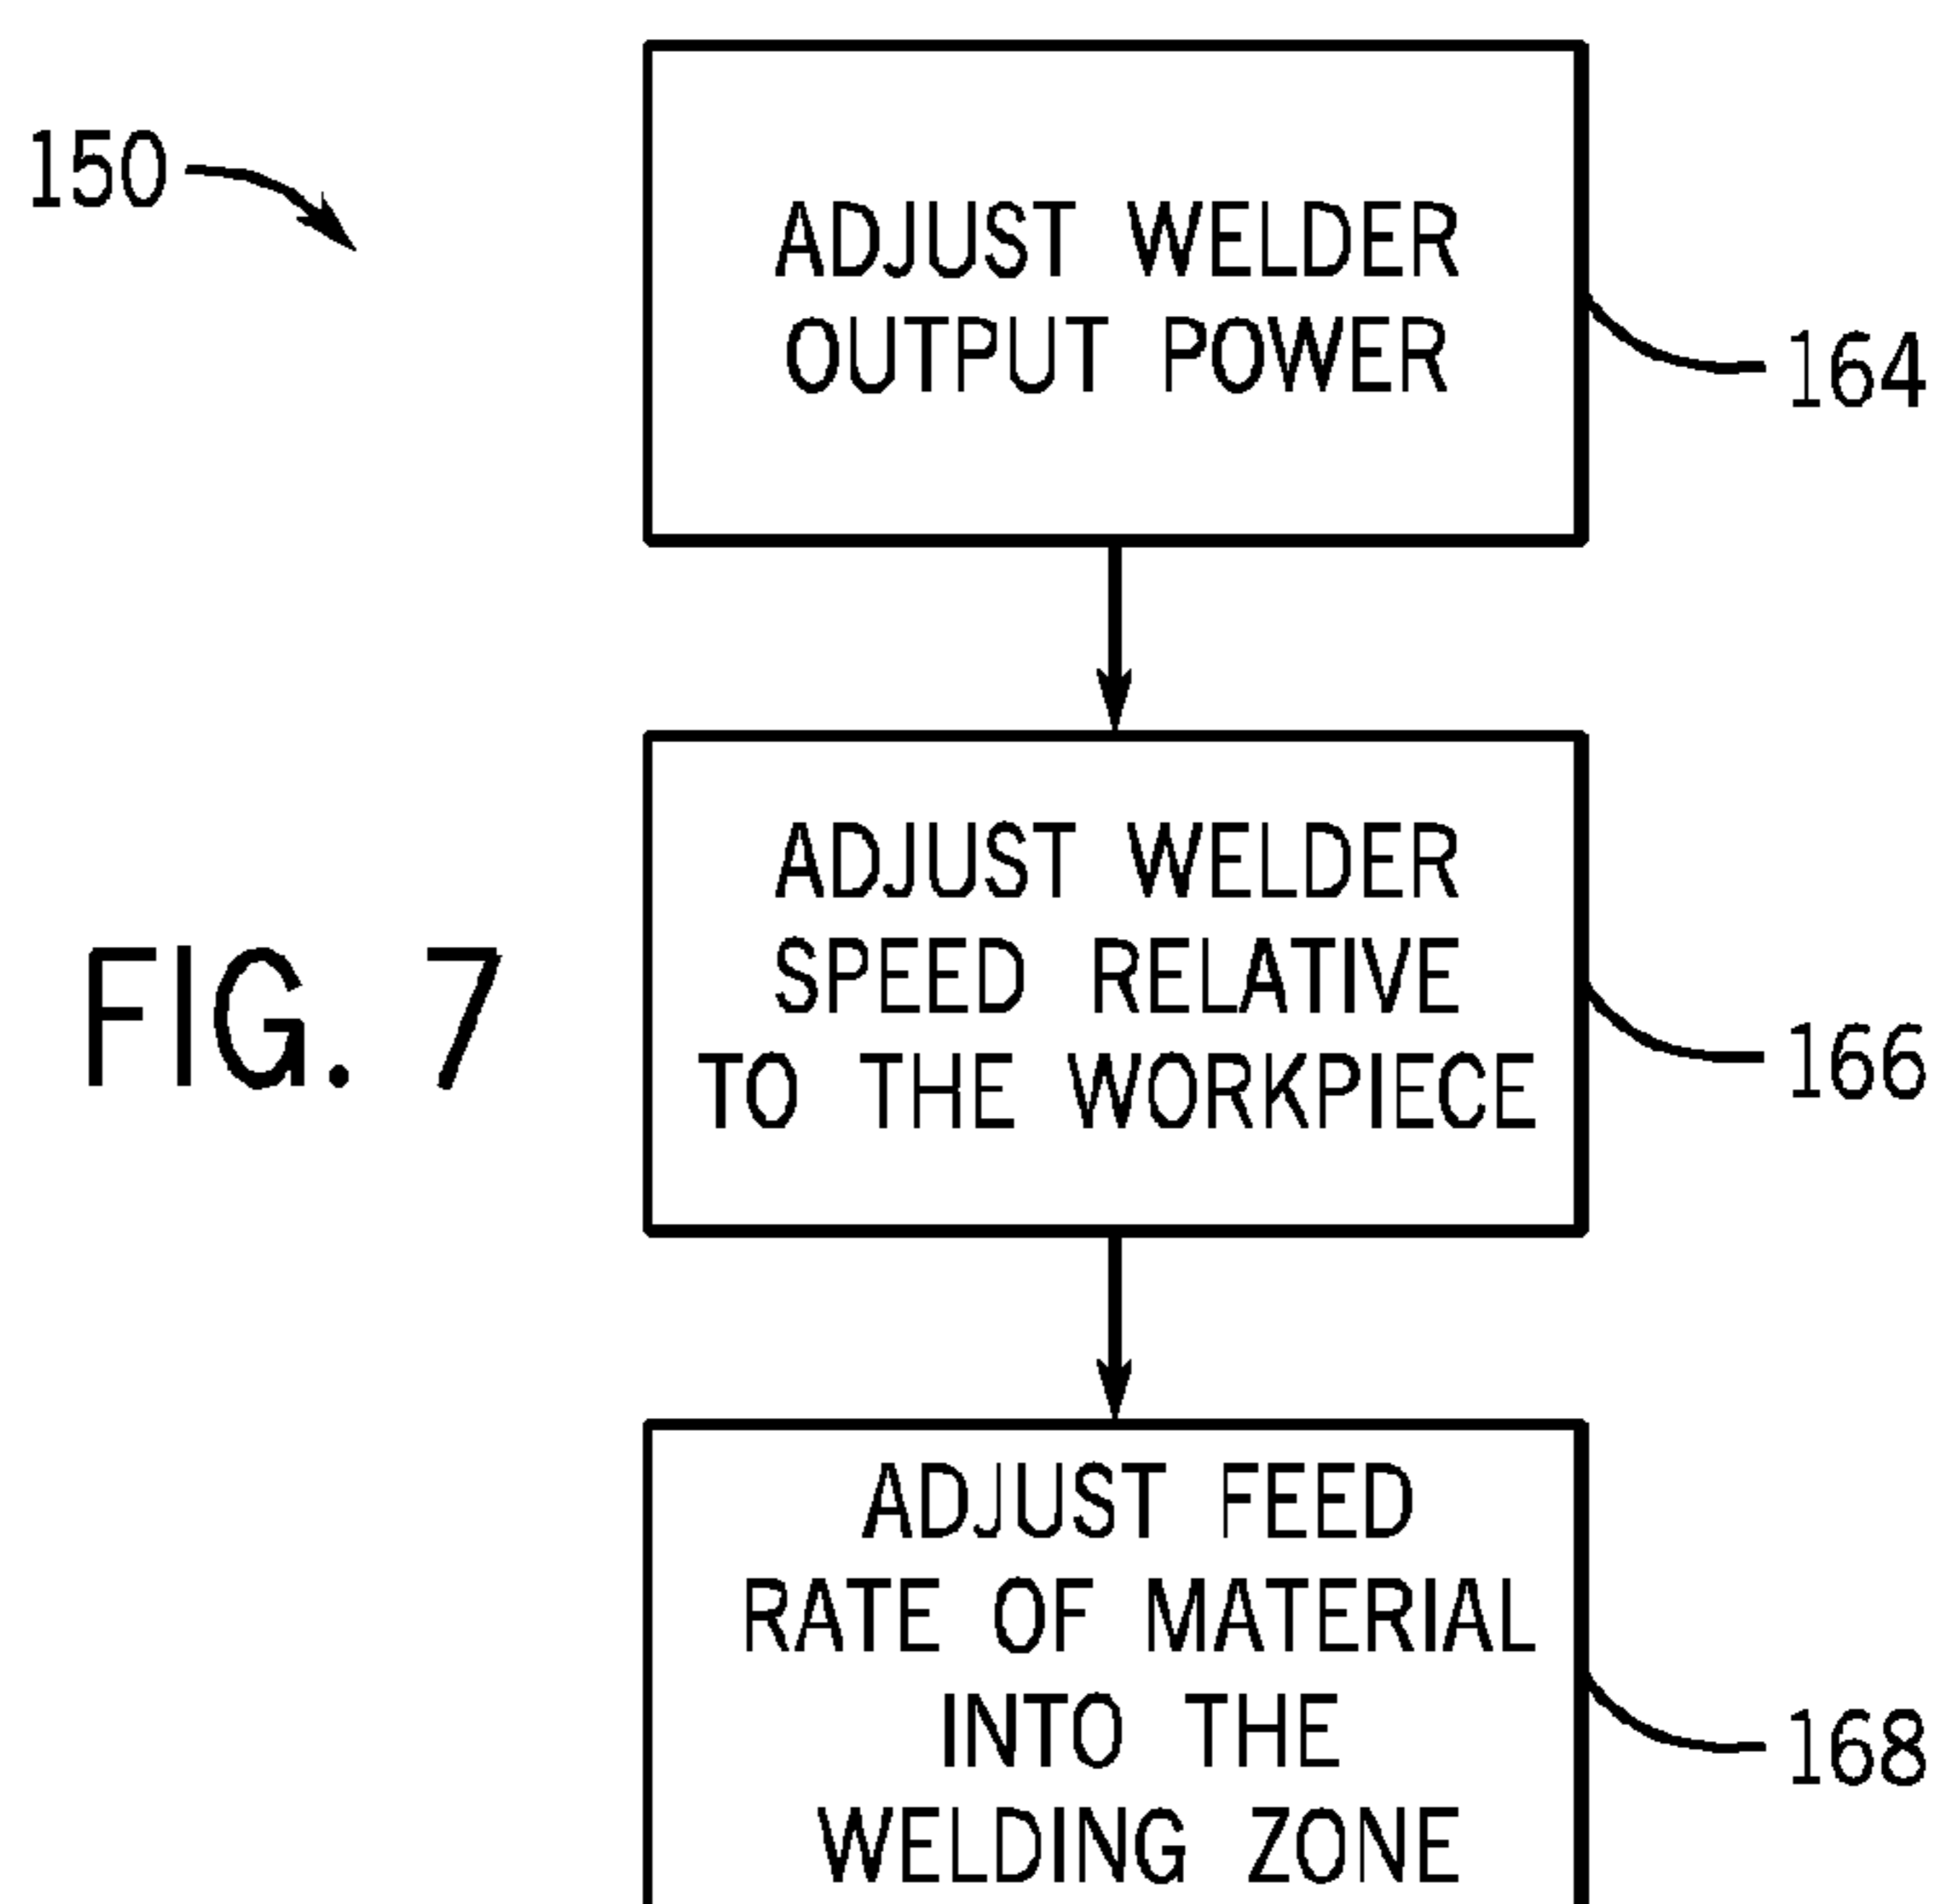 150
ADJUST WELDER
OUTPUT POWER
164
ADJUST WELDER
SPEED RELATIVE
TO THE WORKPIECE
166
FIG. 7
ADJUST FEED
RATE OF MATERIAL
INTO THE
WELDING ZONE
168